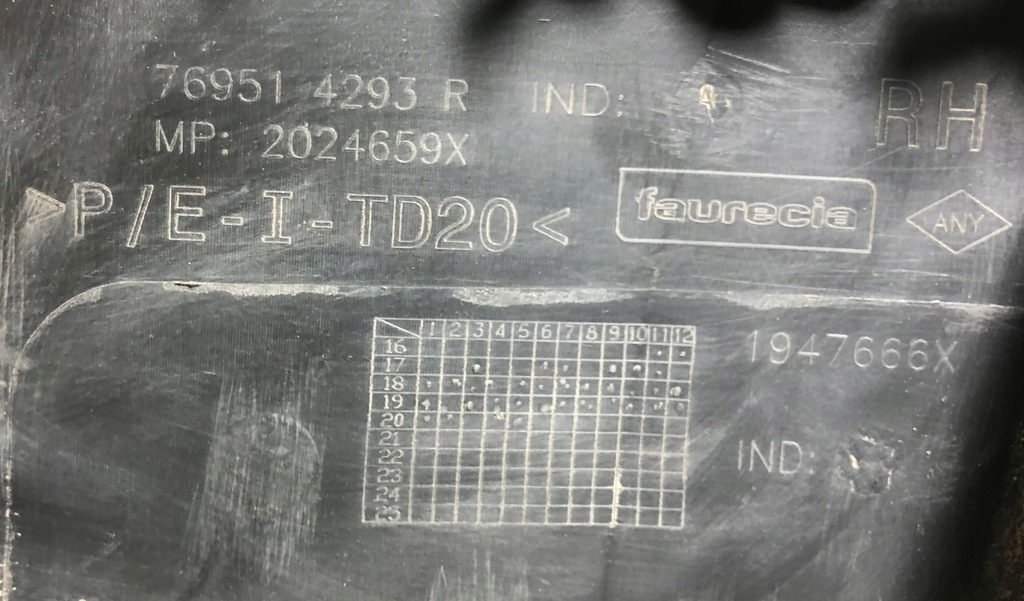 76951 4293 R IND: A RH
MP: 2024659X
>P/E-I-TD20<
faurecia
ANY
1 2 3 4 5 6 7 8 9 10 11 12
16
17
18
19
20
21
22
23
24
25
1947666X
IND: